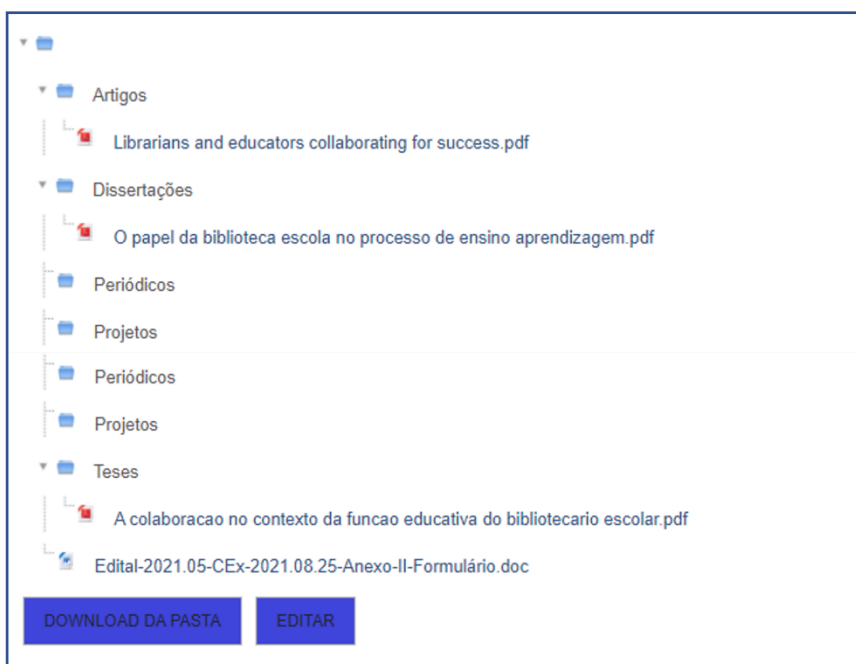 Artigos
Librarians and educators collaborating for success.pdf
Dissertações
O papel da biblioteca escola no processo de ensino aprendizagem.pdf
Periódicos
Projetos
Periódicos
Projetos
Teses
A colaboracao no contexto da funcao educativa do bibliotecario escolar.pdf
Edital-2021.05-CEx-2021.08.25-Anexo-II-Formulário.doc
DOWNLOAD DA PASTA EDITAR